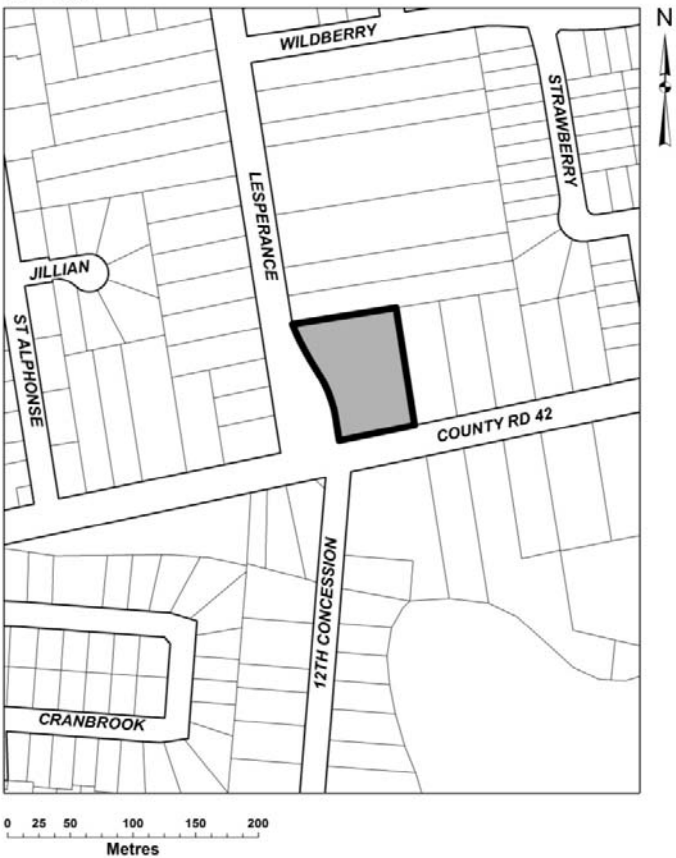 N
WILDBERRY
STRAWBERRY
LESPERANCE
JILLIAN
ST ALPHONSE
COUNTY RD 42
12TH CONCESSION
CRANBROOK
0 25 50 100 150 200
Metres